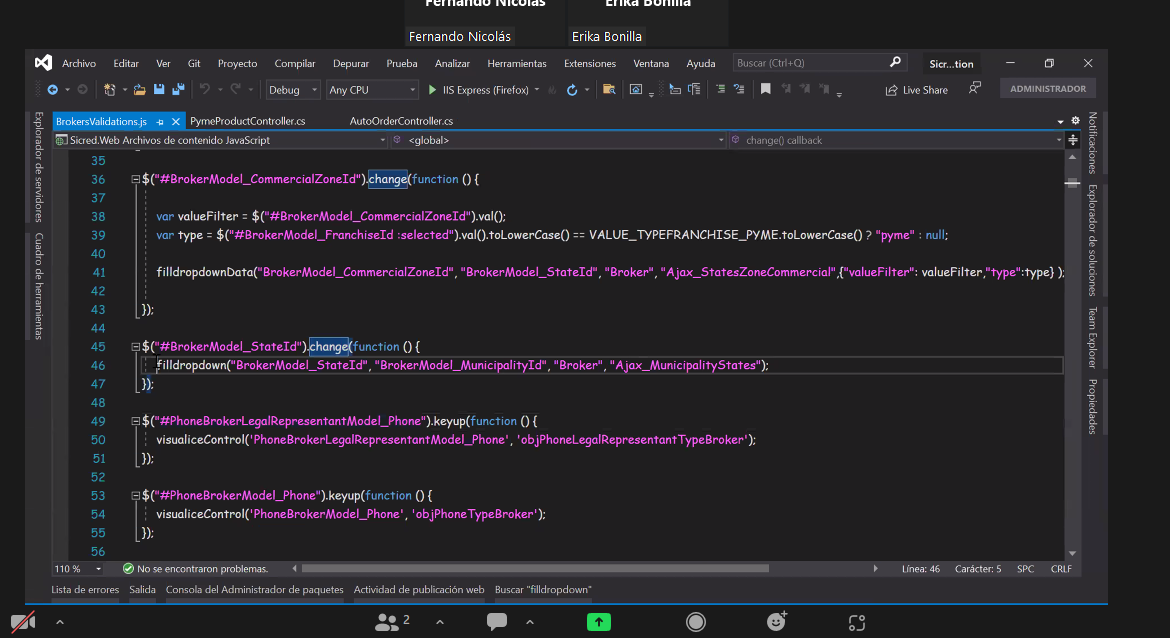 Fernando Nicolás
Erika Bonilla
Fernando Nicolás
Erika Bonilla
Archivo Editar Ver Git Proyecto Compilar Depurar Prueba Analizar Herramientas Extensiones Ventana Ayuda Buscar (Ctrl+Q) Sicr...tion
Debug Any CPU IIS Express (Firefox) Live Share ADMINISTRADOR
BrokersValidations.js PymeProductController.cs AutoOrderController.cs
Sicred.Web Archivos de contenido JavaScript <global> change() callback
Explorador de servidores
Cuadro de herramientas
35
36 $("#BrokerModel_CommercialZoneId").change(function () {
37
38 var valueFilter = $("#BrokerModel_CommercialZoneId").val();
39 var type = $("#BrokerModel_FranchiseId :selected").val().toLowerCase() == VALUE_TYPEFRANCHISE_PYME.toLowerCase() ? "pyme" : null;
40
41 filldropdownData("BrokerModel_CommercialZoneId", "BrokerModel_StateId", "Broker", "Ajax_StatesZoneCommercial",{"valueFilter": valueFilter,"type":type} );
42
43 });
44
45 $("#BrokerModel_StateId").change(function () {
46 filldropdown("BrokerModel_StateId", "BrokerModel_MunicipalityId", "Broker", "Ajax_MunicipalityStates");
47 });
48
49 $("#PhoneBrokerLegalRepresentantModel_Phone").keyup(function () {
50 visualiceControl('PhoneBrokerLegalRepresentantModel_Phone', 'objPhoneLegalRepresentantTypeBroker');
51 });
52
53 $("#PhoneBrokerModel_Phone").keyup(function () {
54 visualiceControl('PhoneBrokerModel_Phone', 'objPhoneTypeBroker');
55 });
56
Notificaciones
Explorador de soluciones
Team Explorer
Propiedades
110 % No se encontraron problemas. Línea: 46 Carácter: 5 SPC CRLF
Lista de errores Salida Consola del Administrador de paquetes Actividad de publicación web Buscar "filldropdown"
2